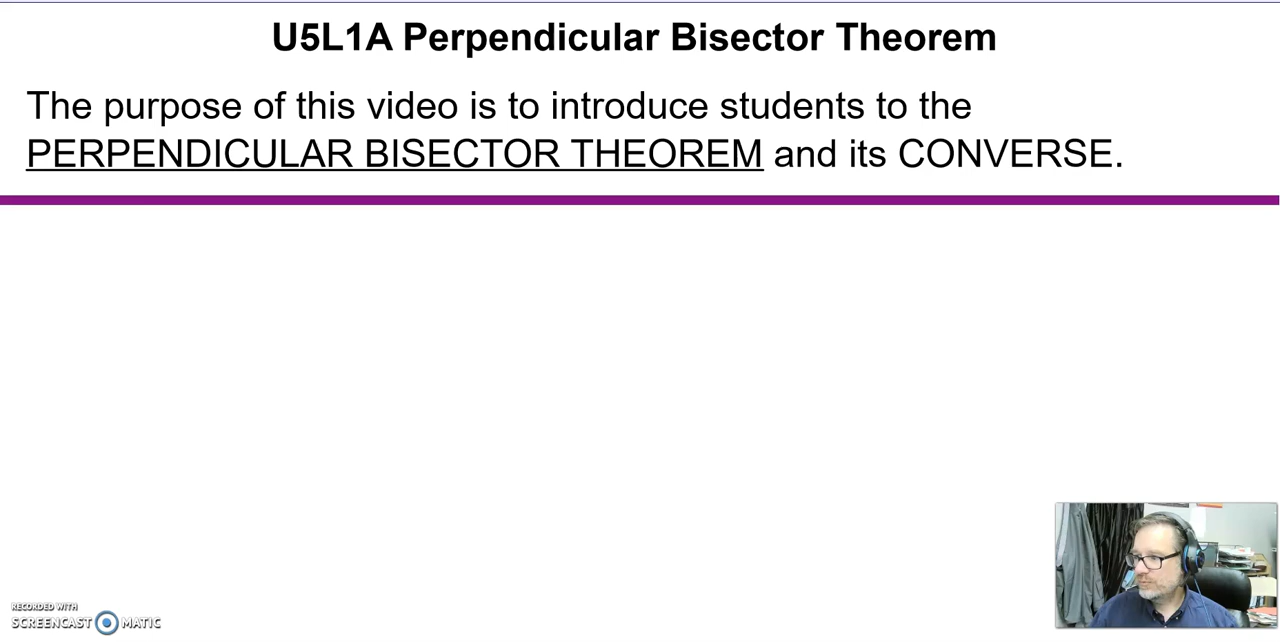 U5L1A Perpendicular Bisector Theorem
The purpose of this video is to introduce students to the
PERPENDICULAR BISECTOR THEOREM and its CONVERSE.
RECORDED WITH
SCREENCAST MATIC